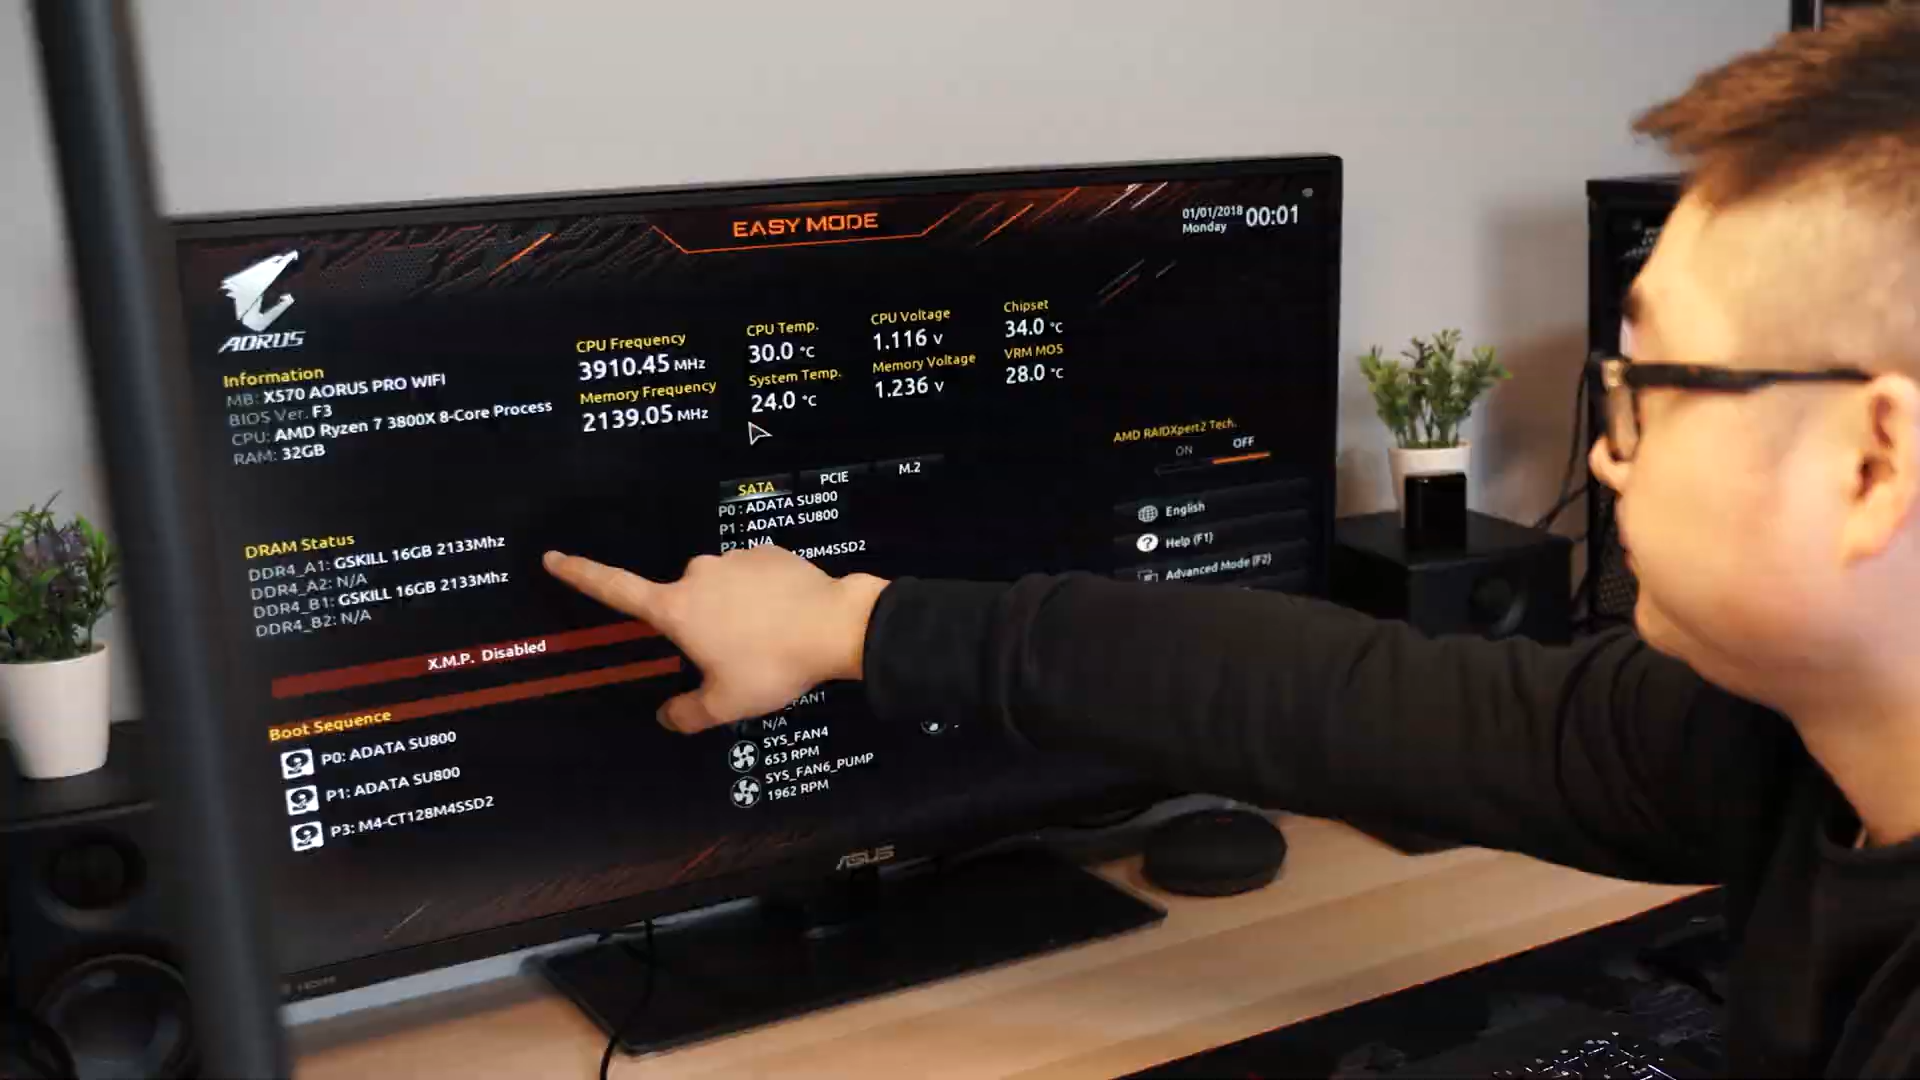 EASY MODE
01/01/2018
Monday
00:01
AORUS
Information
MB: X570 AORUS PRO WIFI
BIOS Ver. F3
CPU: AMD Ryzen 7 3800X 8-Core Process
RAM: 32GB
CPU Frequency
3910.45 MHz
Memory Frequency
2139.05 MHz
CPU Temp.
30.0 °C
System Temp.
24.0 °C
CPU Voltage
1.116 v
Memory Voltage
1.236 v
Chipset
34.0 °C
VRM MOS
28.0 °C
AMD RAIDXpert2 Tech.
ON OFF
SATA PCIE M.2
P0 : ADATA SU800
P1 : ADATA SU800
P2 : N/A
128M4SSD2
English
Help (F1)
Advanced Mode (F2)
DRAM Status
DDR4_A1: GSKILL 16GB 2133Mhz
DDR4_A2: N/A
DDR4_B1: GSKILL 16GB 2133Mhz
DDR4_B2: N/A
X.M.P. Disabled
Boot Sequence
P0: ADATA SU800
P1: ADATA SU800
P3: M4-CT128M4SSD2
_FAN1
N/A
SYS_FAN4
653 RPM
SYS_FAN6_PUMP
1962 RPM
ASUS
HDMI